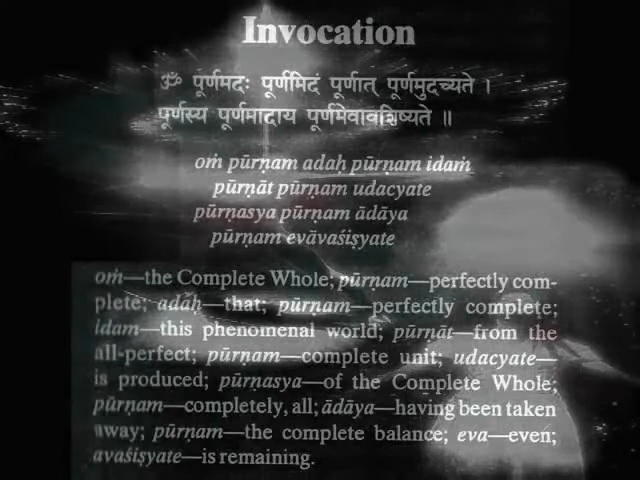 Invocation
ॐ पूर्णमदः पूर्णमिदं पूर्णात् पूर्णमुदच्यते ।
पूर्णस्य पूर्णमादाय पूर्णमेवावशिष्यते ॥
oṁ pūrṇam adaḥ pūrṇam idaṁ
pūrṇāt pūrṇam udacyate
pūrṇasya pūrṇam ādāya
pūrṇam evāvaśiṣyate
oṁ—the Complete Whole; pūrṇam—perfectly com-
plete; adaḥ—that; pūrṇam—perfectly complete;
idam—this phenomenal world; pūrṇāt—from the
all-perfect; pūrṇam—complete unit; udacyate—
is produced; pūrṇasya—of the Complete Whole;
pūrṇam—completely, all; ādāya—having been taken
away; pūrṇam—the complete balance; eva—even;
avaśiṣyate—is remaining.